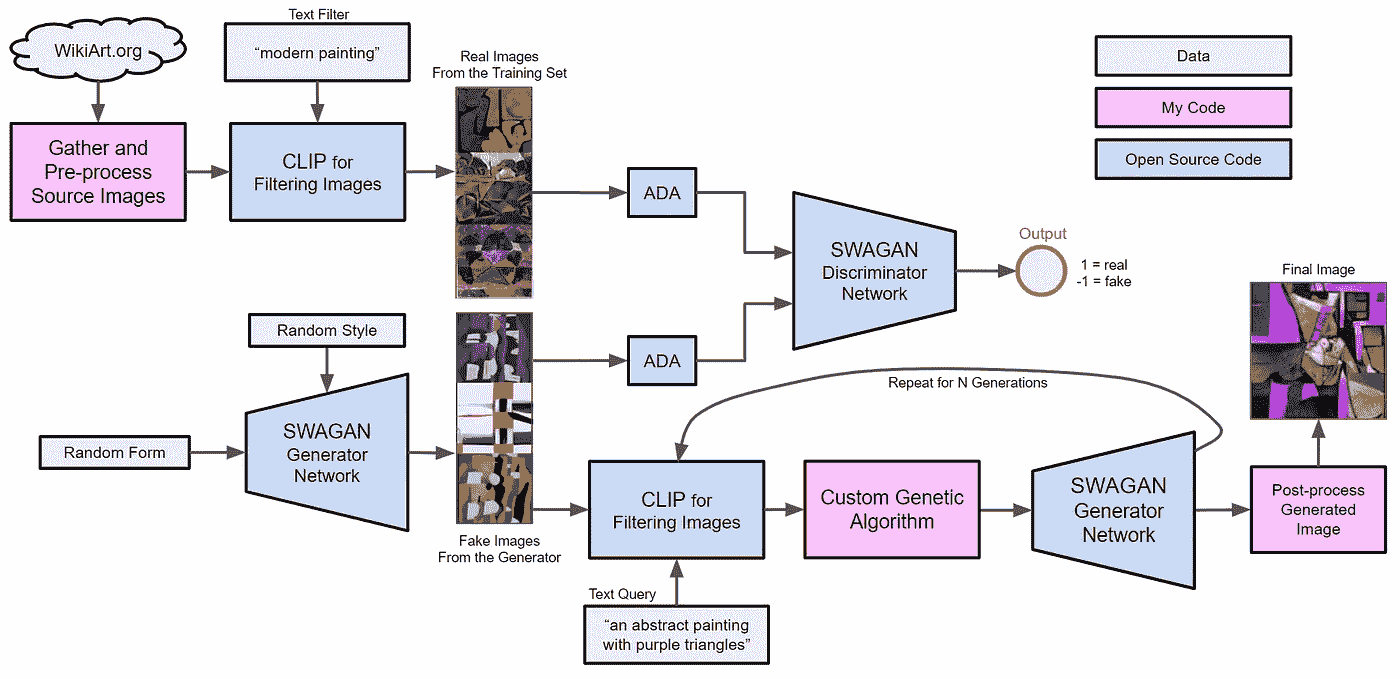 Text Filter
WikiArt.org
“modern painting”
Real Images
From the Training Set
Data
My Code
Open Source Code
Gather and
Pre-process
Source Images
CLIP for
Filtering Images
ADA
SWAGAN
Discriminator
Network
Output
1 = real
-1 = fake
Final Image
Random Style
ADA
Repeat for N Generations
Random Form
SWAGAN
Generator
Network
Fake Images
From the Generator
CLIP for
Filtering Images
Custom Genetic
Algorithm
SWAGAN
Generator
Network
Post-process
Generated
Image
Text Query
“an abstract painting
with purple triangles”